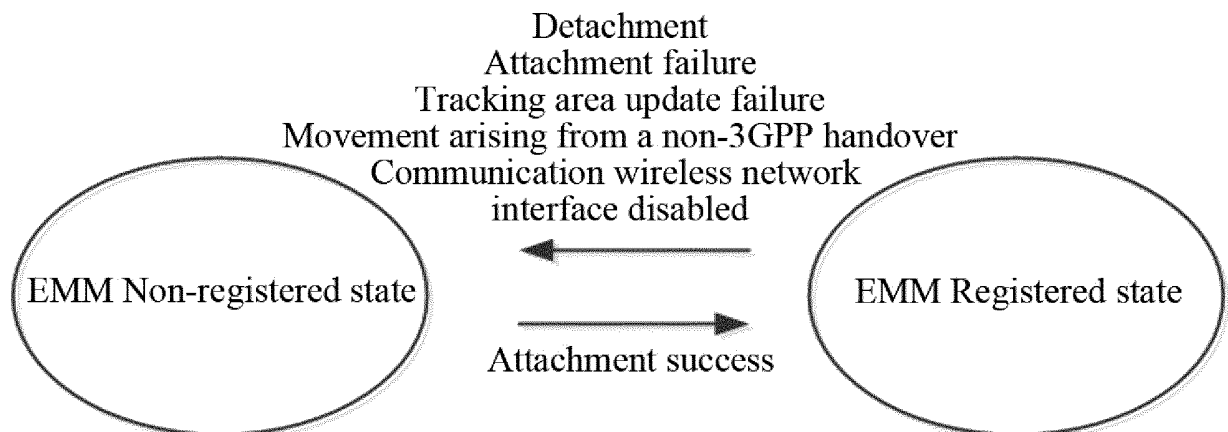 Detachment
Attachment failure
Tracking area update failure
Movement arising from a non-3GPP handover
Communication wireless network
interface disabled
EMM Non-registered state
EMM Registered state
Attachment success